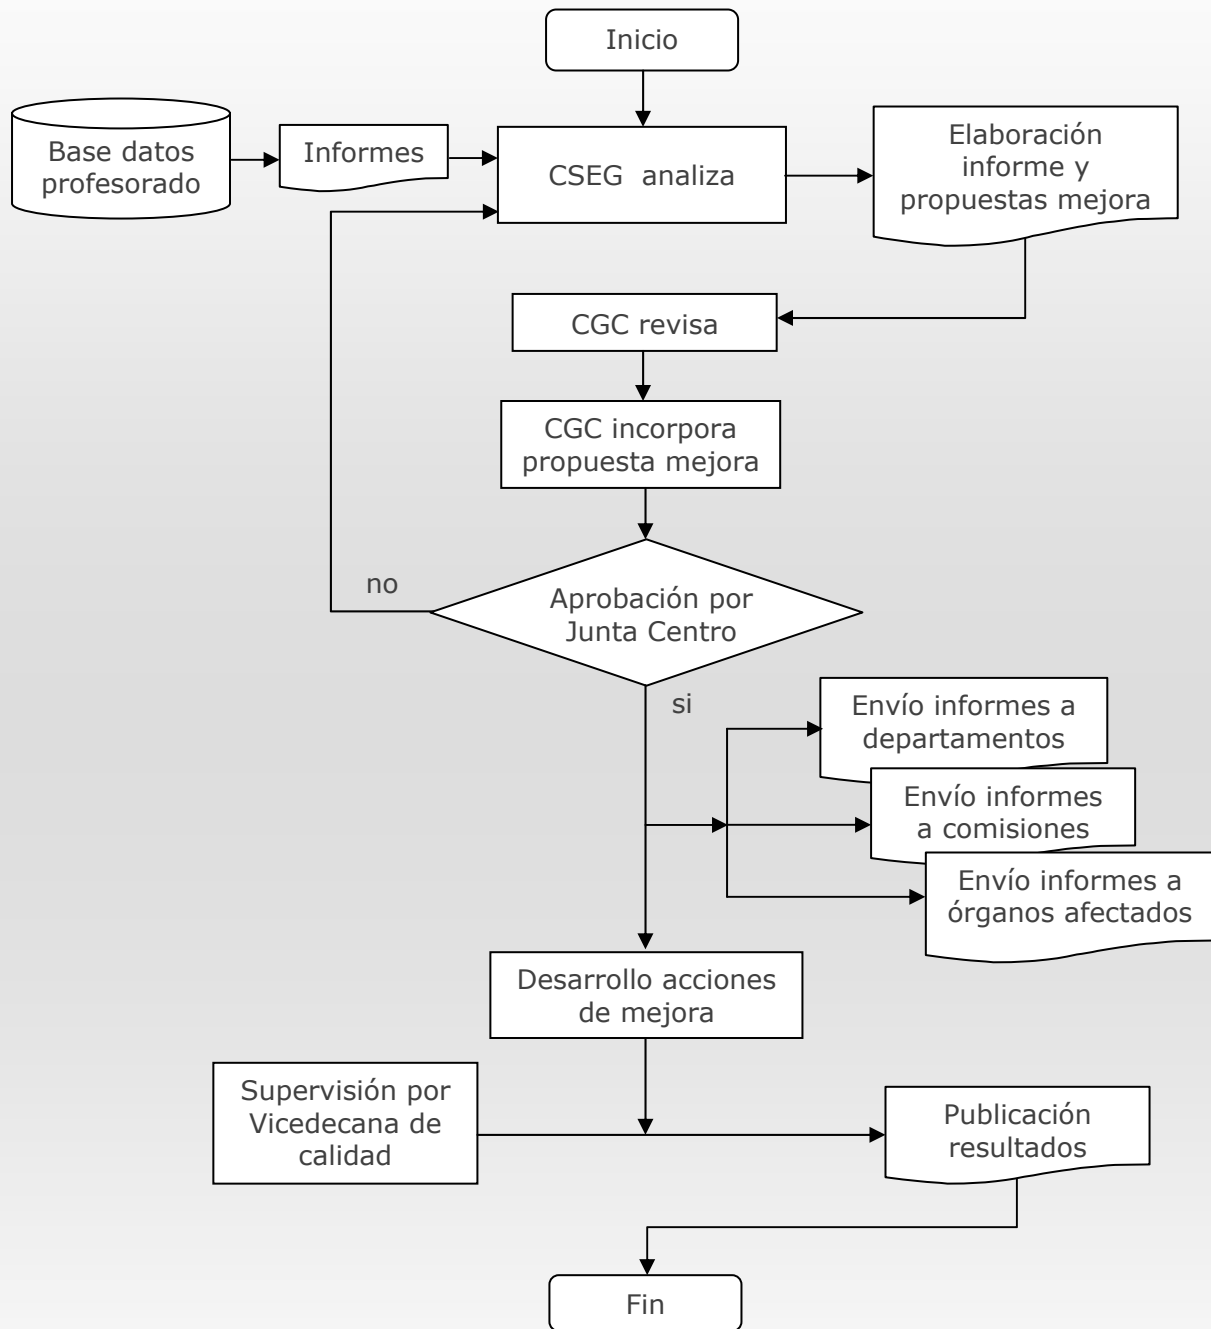 Inicio
Base datos
profesorado
Informes
CSEG analiza
Elaboración
informe y
propuestas mejora
CGC revisa
CGC incorpora
propuesta mejora
no
Aprobación por
Junta Centro
si
Envío informes a
departamentos
Envío informes
a comisiones
Envío informes a
órganos afectados
Desarrollo acciones
de mejora
Supervisión por
Vicedecana de
calidad
Publicación
resultados
Fin